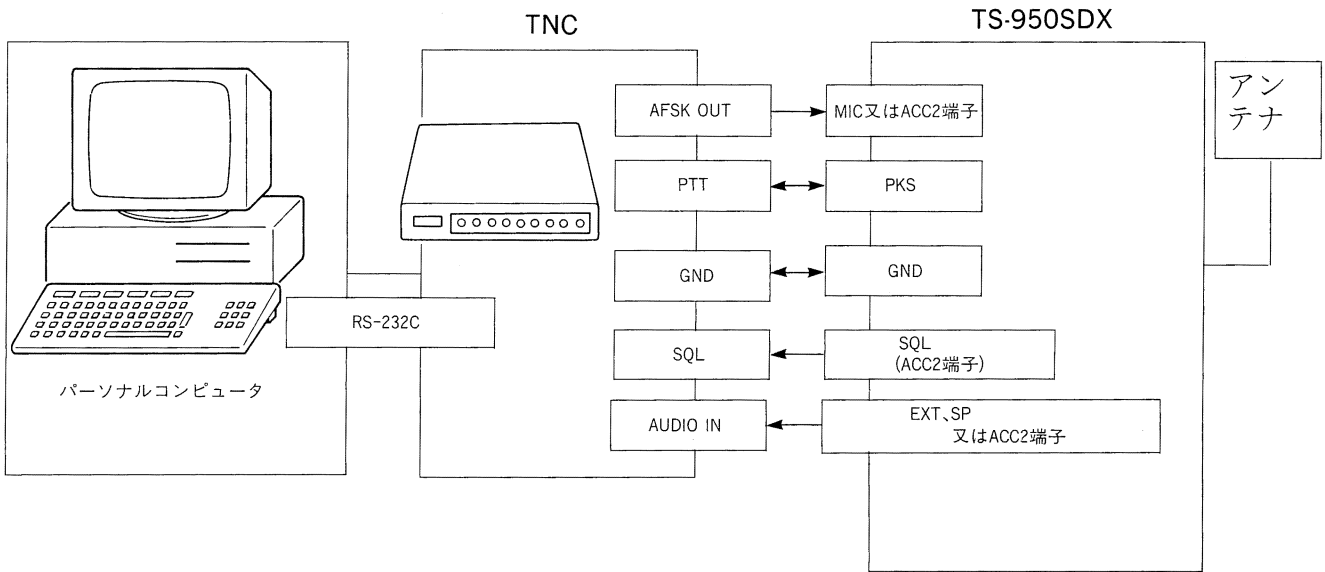 TNC
TS-950SDX
アン
テナ
AFSK OUT
MIC又はACC2端子
PTT
PKS
GND
GND
RS-232C
SQL
SQL
(ACC2端子)
パーソナルコンピュータ
AUDIO IN
EXT、SP
又はACC2端子